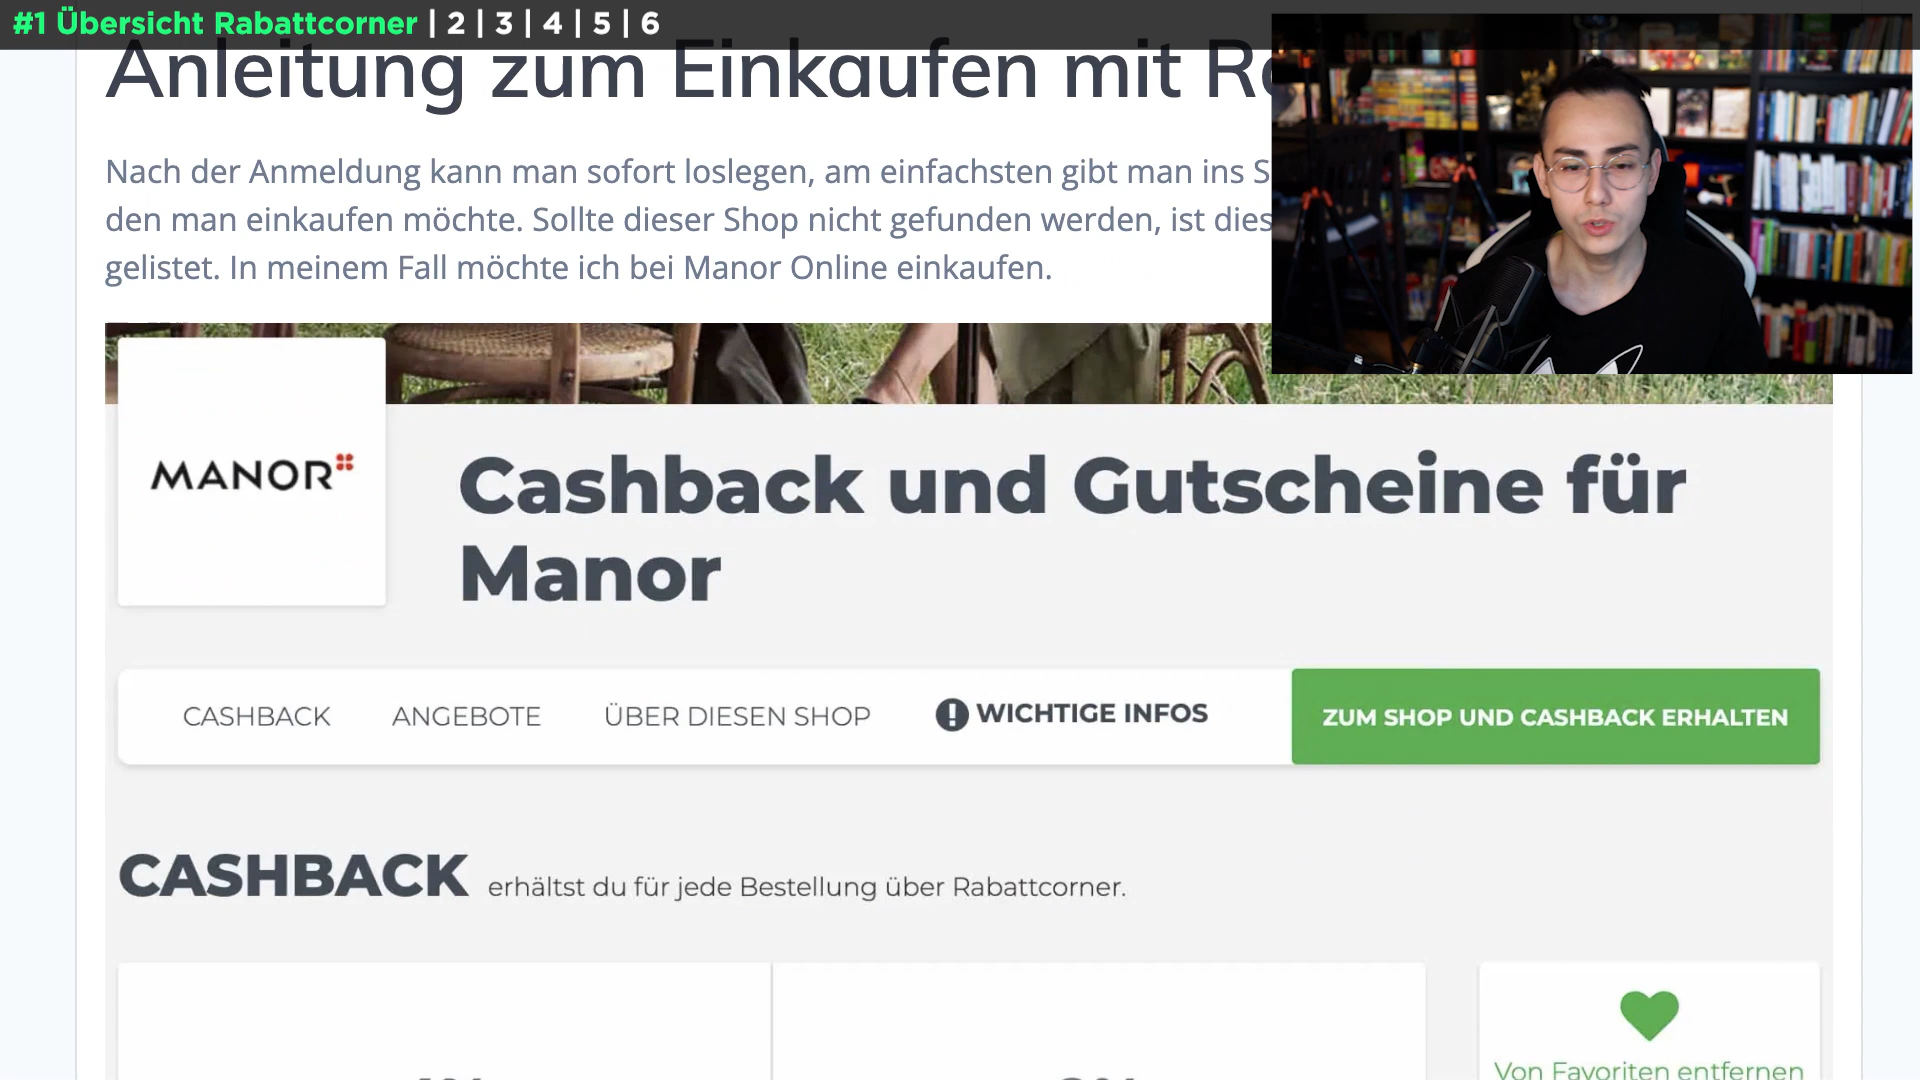 #1 Übersicht Rabattcorner | 2 | 3 | 4 | 5 | 6
Anleitung zum Einkaufen mit
Nach der Anmeldung kann man sofort loslegen, am einfachsten gibt man ins
den man einkaufen möchte. Sollte dieser Shop nicht gefunden werden, ist
gelistet. In meinem Fall möchte ich bei Manor Online einkaufen.
MANOR
Cashback und Gutscheine für
Manor
CASHBACK ANGEBOTE ÜBER DIESEN SHOP WICHTIGE INFOS ZUM SHOP UND CASHBACK ERHALTEN
CASHBACK erhältst du für jede Bestellung über Rabattcorner.
Von Favoriten entfernen